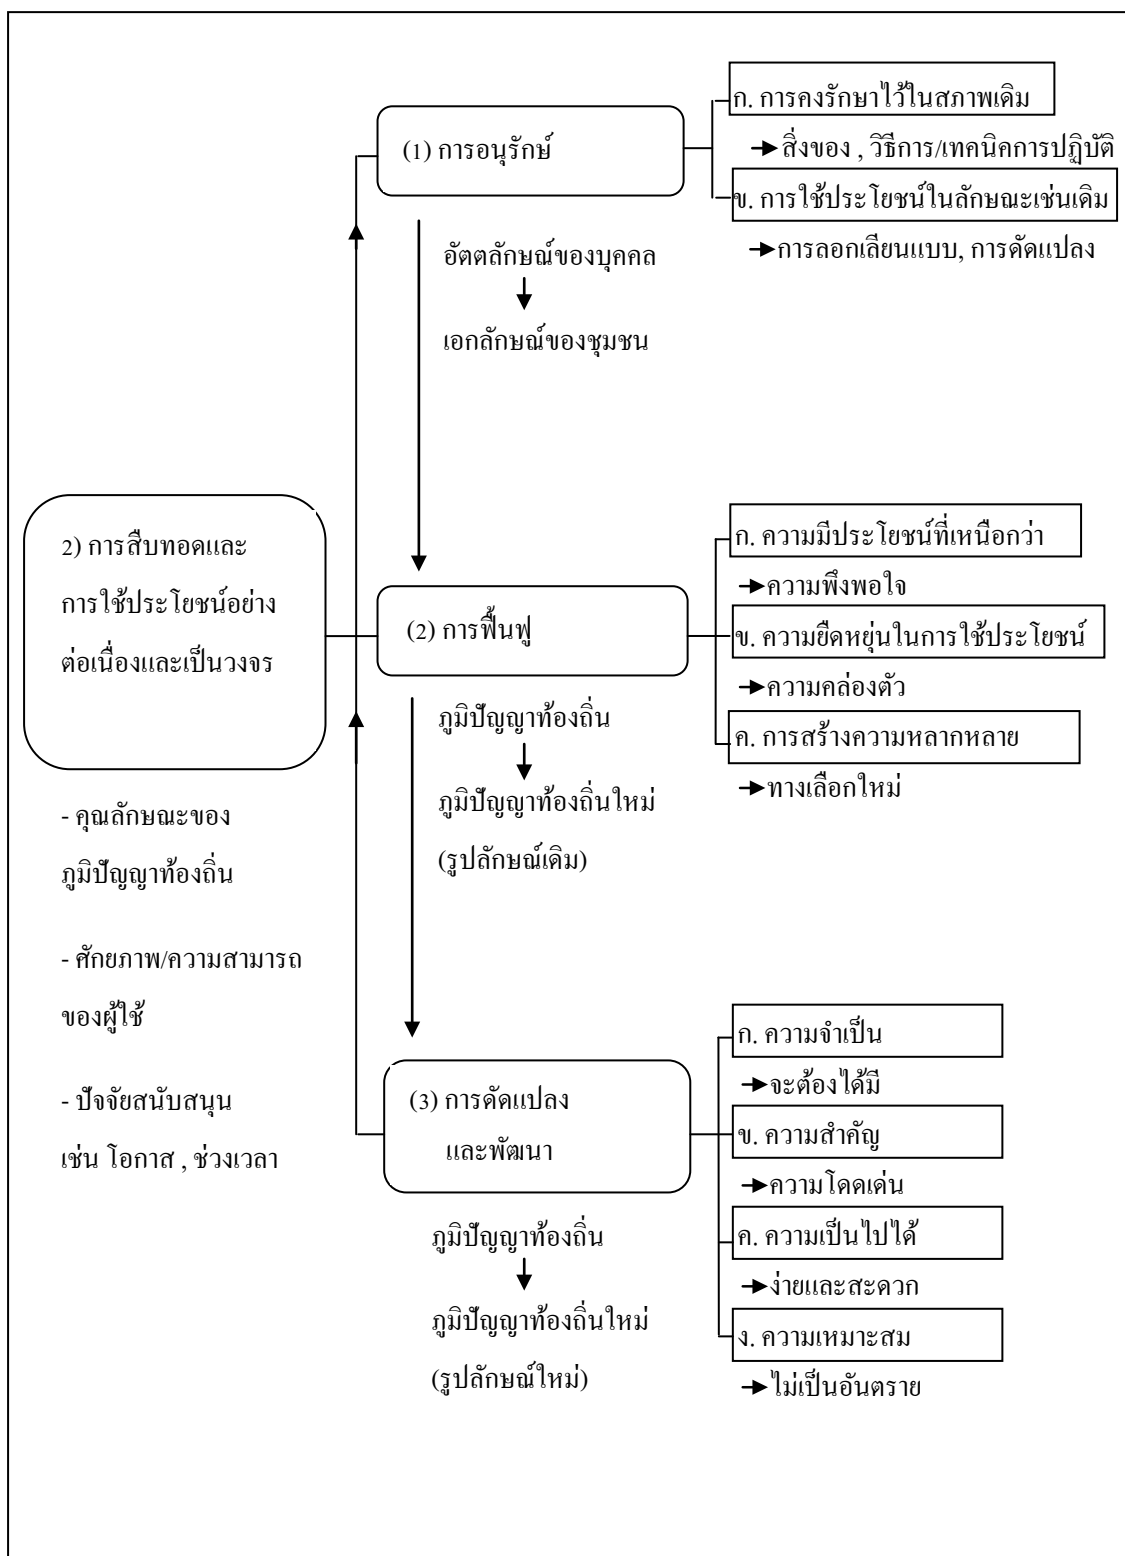 (1) การอนุรักษ์
ก. การคงรักษาไว้ในสภาพเดิม
สิ่งของ , วิธีการ/เทคนิคการปฏิบัติ
ข. การใช้ประโยชน์ในลักษณะเช่นเดิม
การลอกเลียนแบบ, การดัดแปลง
อัตตลักษณ์ของบุคคล
เอกลักษณ์ของชุมชน
2) การสืบทอดและ
การใช้ประโยชน์อย่าง
ต่อเนื่องและเป็นวงจร
- คุณลักษณะของ
ภูมิปัญญาท้องถิ่น
- ศักยภาพ/ความสามารถ
ของผู้ใช้
- ปัจจัยสนับสนุน
เช่น โอกาส , ช่วงเวลา
(2) การฟื้นฟู
ก. ความมีประโยชน์ที่เหนือกว่า
ความพึงพอใจ
ข. ความยืดหยุ่นในการใช้ประโยชน์
ความคล่องตัว
ค. การสร้างความหลากหลาย
ทางเลือกใหม่
ภูมิปัญญาท้องถิ่น
ภูมิปัญญาท้องถิ่นใหม่
(รูปลักษณ์เดิม)
(3) การดัดแปลง
และพัฒนา
ก. ความจำเป็น
จะต้องได้มี
ข. ความสำคัญ
ความโดดเด่น
ค. ความเป็นไปได้
ง่ายและสะดวก
ง. ความเหมาะสม
ไม่เป็นอันตราย
ภูมิปัญญาท้องถิ่น
ภูมิปัญญาท้องถิ่นใหม่
(รูปลักษณ์ใหม่)